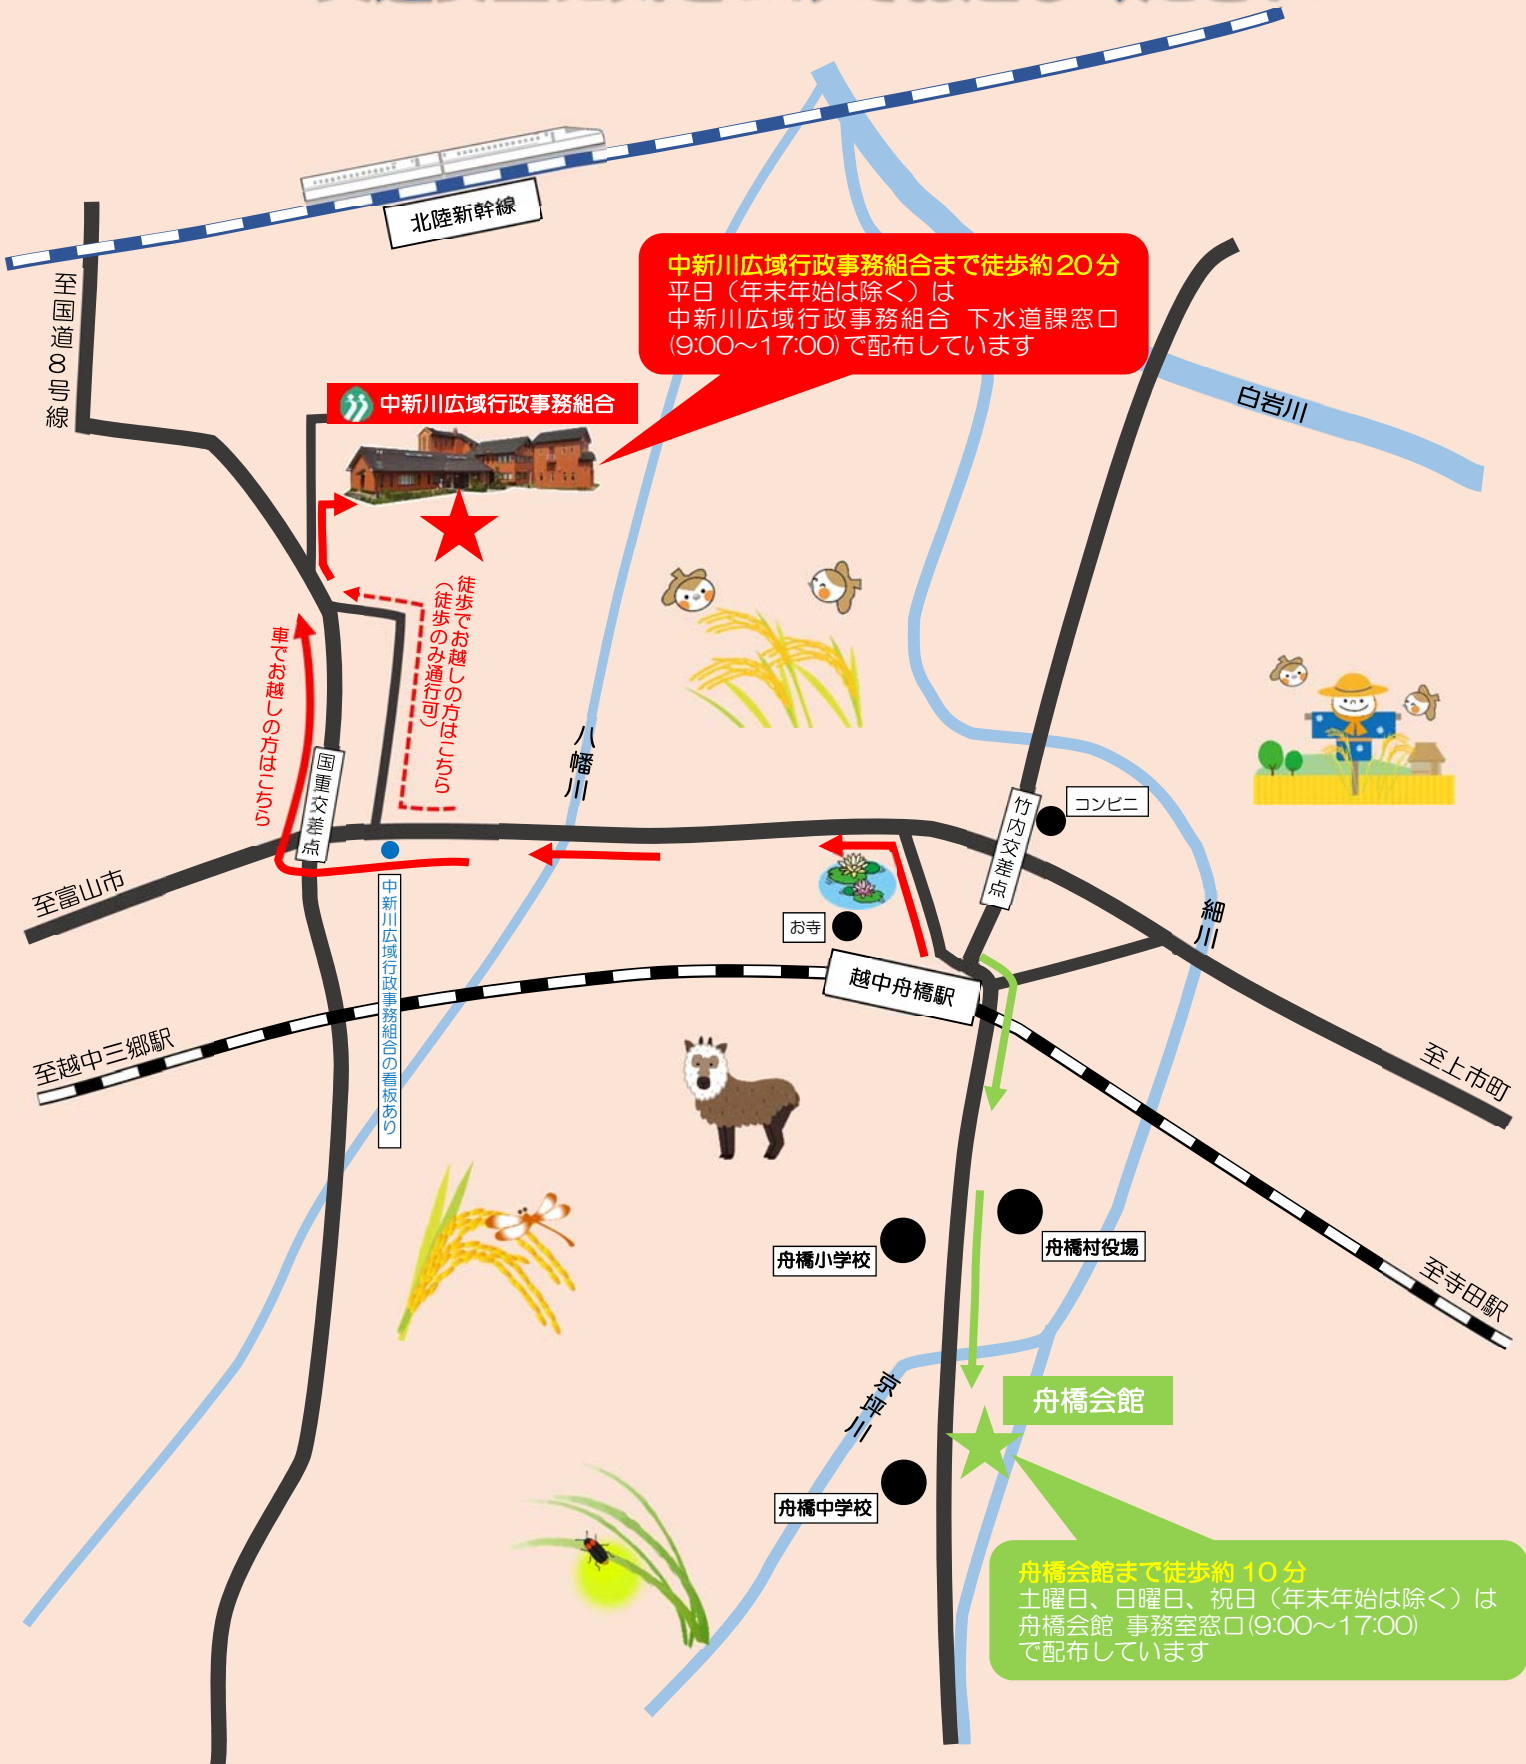 北陸新幹線
至国道8号線
中新川広域行政事務組合まで徒歩約20分
平日（年末年始は除く）は
中新川広域行政事務組合 下水道課窓口
(9:00～17:00)で配布しています
中新川広域行政事務組合
白岩川
徒歩でお越しの方はこちら
（徒歩のみ通行可）
車でお越しの方はこちら
八幡川
国重交差点
竹内交差点
コンビニ
至富山市
中新川広域行政事務組合の看板あり
お寺
細川
越中舟橋駅
至越中三郷駅
至上市町
舟橋小学校
舟橋村役場
至寺田駅
京坪川
舟橋会館
舟橋中学校
舟橋会館まで徒歩約10分
土曜日、日曜日、祝日（年末年始は除く）は
舟橋会館 事務室窓口(9:00～17:00)
で配布しています